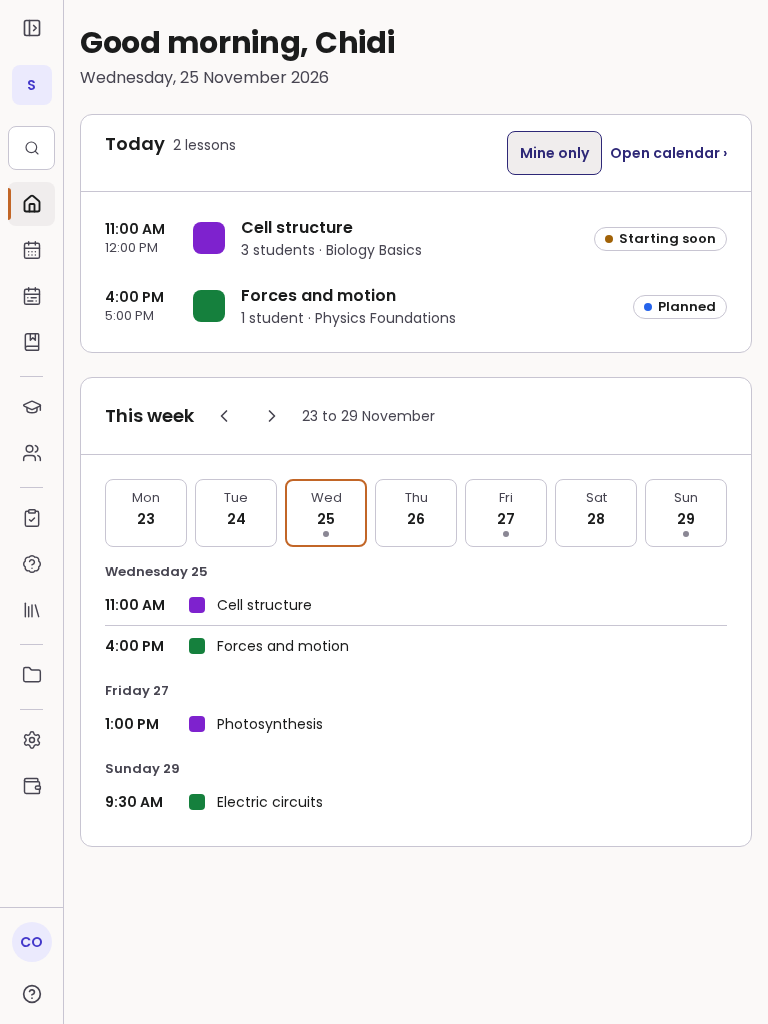 S
Good morning, Chidi
Wednesday, 25 November 2026
Today 2 lessons
Mine only
Open calendar ›
11:00 AM
12:00 PM
Cell structure
3 students · Biology Basics
Starting soon
4:00 PM
5:00 PM
Forces and motion
1 student · Physics Foundations
Planned
This week
23 to 29 November
Mon
23
Tue
24
Wed
25
Thu
26
Fri
27
Sat
28
Sun
29
Wednesday 25
11:00 AM Cell structure
4:00 PM Forces and motion
Friday 27
1:00 PM Photosynthesis
Sunday 29
9:30 AM Electric circuits
CO